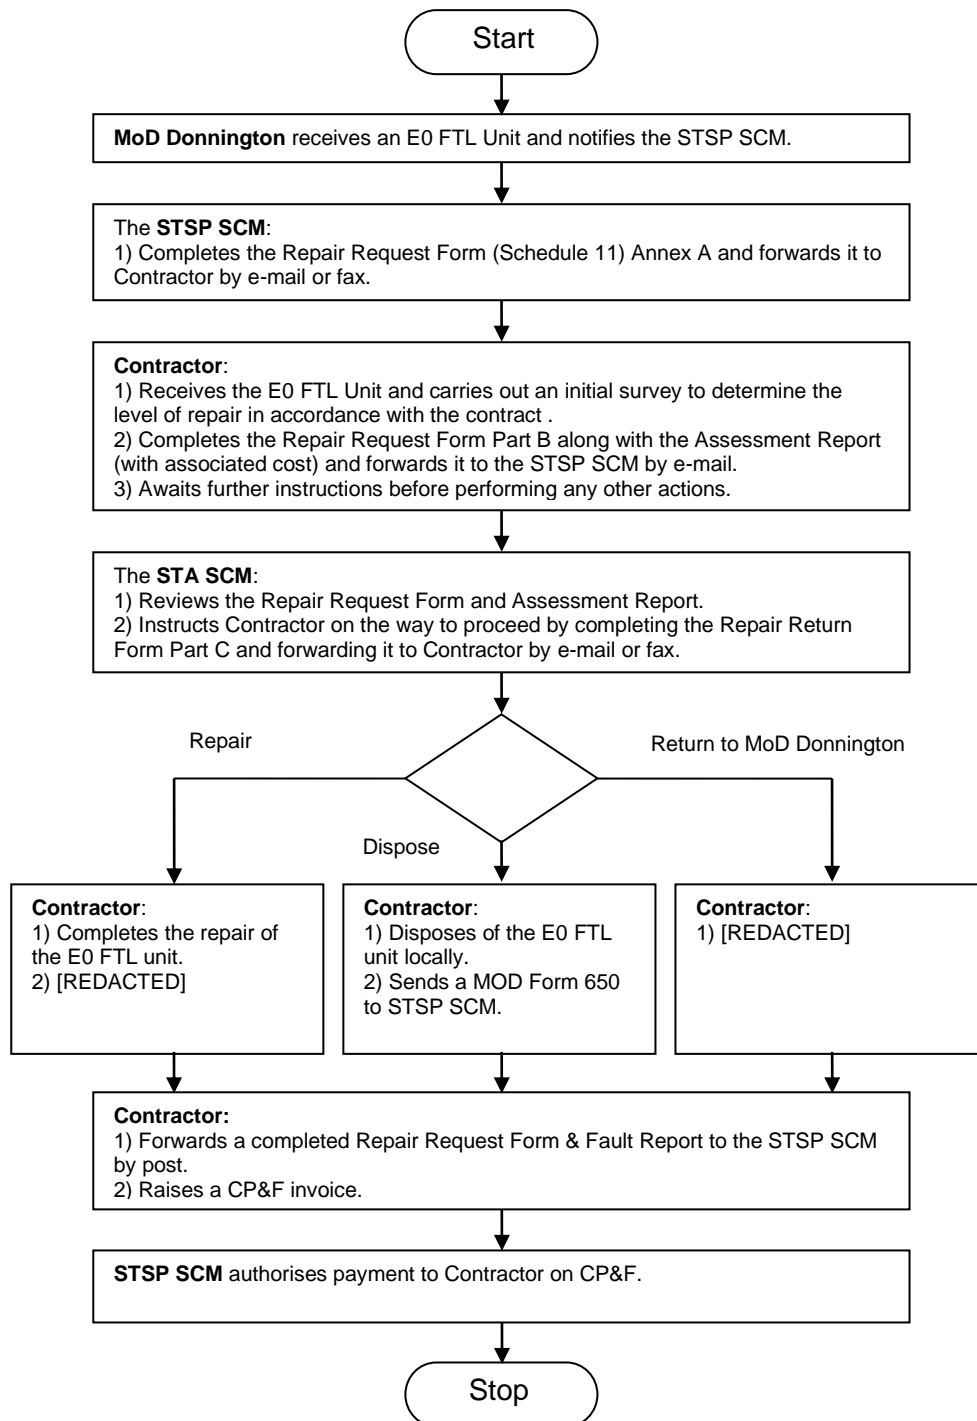 Start
MoD Donnington receives an E0 FTL Unit and notifies the STSP SCM.
The STSP SCM:
1) Completes the Repair Request Form (Schedule 11) Annex A and forwards it to
Contractor by e-mail or fax.
Contractor:
1) Receives the E0 FTL Unit and carries out an initial survey to determine the
level of repair in accordance with the contract .
2) Completes the Repair Request Form Part B along with the Assessment Report
(with associated cost) and forwards it to the STSP SCM by e-mail.
3) Awaits further instructions before performing any other actions.
The STA SCM:
1) Reviews the Repair Request Form and Assessment Report.
2) Instructs Contractor on the way to proceed by completing the Repair Return
Form Part C and forwarding it to Contractor by e-mail or fax.
Repair
Return to MoD Donnington
Dispose
Contractor:
1) Completes the repair of
the E0 FTL unit.
2) [REDACTED]
Contractor:
1) Disposes of the E0 FTL
unit locally.
2) Sends a MOD Form 650
to STSP SCM.
Contractor:
1) [REDACTED]
Contractor:
1) Forwards a completed Repair Request Form & Fault Report to the STSP SCM
by post.
2) Raises a CP&F invoice.
STSP SCM authorises payment to Contractor on CP&F.
Stop